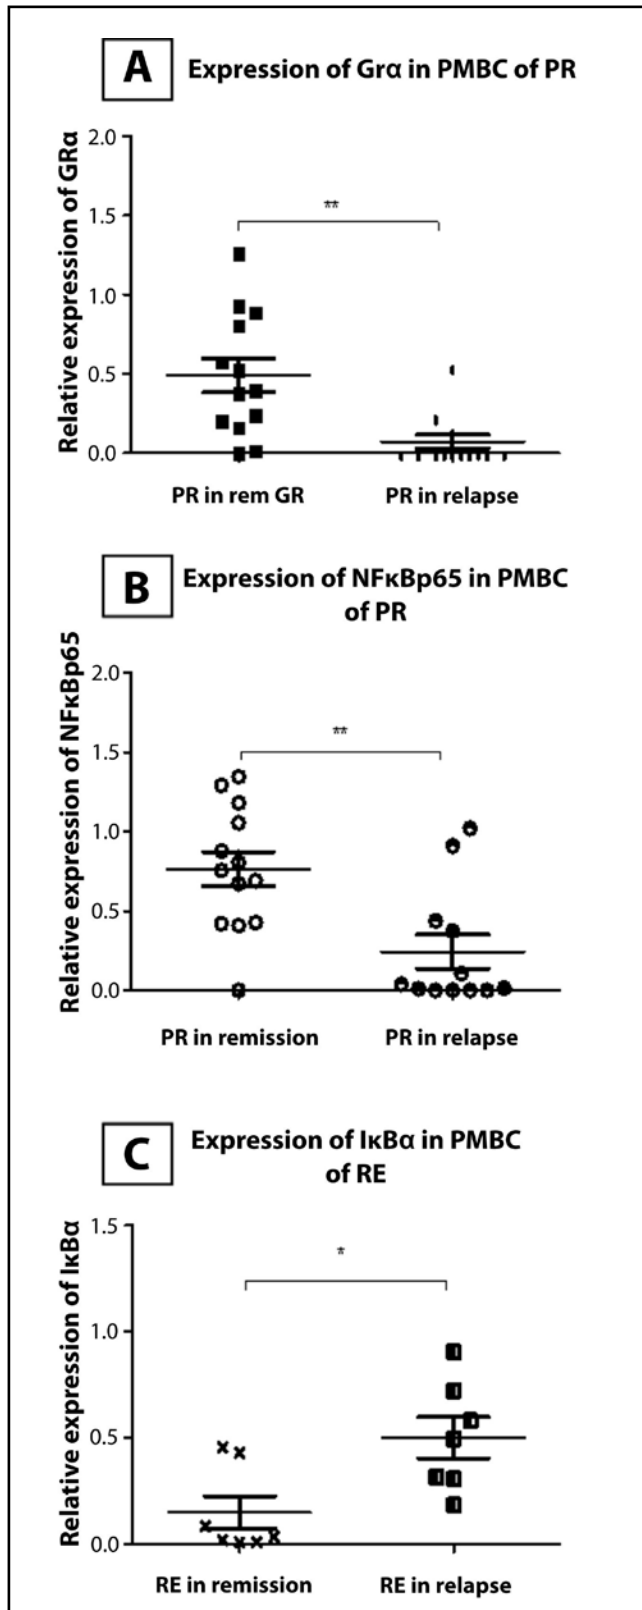 A
Expression of Grα in PMBC of PR
Relative expression of GRα
2.0
1.5
1.0
0.5
0.0
**
PR in rem GR
PR in relapse
B
Expression of NFκBp65 in PMBC
of PR
Relative expression of NFκBp65
2.0
1.5
1.0
0.5
0.0
**
PR in remission
PR in relapse
C
Expression of IκBα in PMBC
of RE
Relative expression of IκBα
1.5
1.0
0.5
0.0
*
RE in remission
RE in relapse